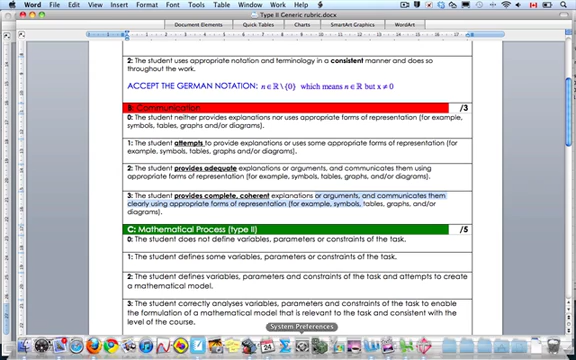 Word File Edit View Insert Format Font Tools Table Window Work Help
Type II Generic rubric.docx
Document Elements Quick Tables Charts SmartArt Graphics WordArt
2: The student uses appropriate notation and terminology in a consistent manner and does so
throughout the work.
ACCEPT THE GERMAN NOTATION: n ∈ ℝ \ {0} which means n ∈ ℝ but x ≠ 0
B: Communication /3
0: The student neither provides explanations nor uses appropriate forms of representation (for example,
symbols, tables, graphs and/or diagrams).
1: The student attempts to provide explanations or uses some appropriate forms of representation (for
example, symbols, tables, graphs and/or diagrams).
2: The student provides adequate explanations or arguments, and communicates them using
appropriate forms of representation (for example, symbols, tables, graphs and/or diagrams).
3: The student provides complete, coherent explanations or arguments, and communicates them
clearly using appropriate forms of representation (for example, symbols, tables, graphs, and/or
diagrams).
C: Mathematical Process (type II) /5
0: The student does not define variables, parameters or constraints of the task.
1: The student defines some variables, parameters or constraints of the task.
2: The student defines variables, parameters and constraints of the task and attempts to create
a mathematical model.
3: The student correctly analyses variables, parameters and constraints of the task to enable
the formulation of a mathematical model that is relevant to the task and consistent with the
level of the course.
System Preferences